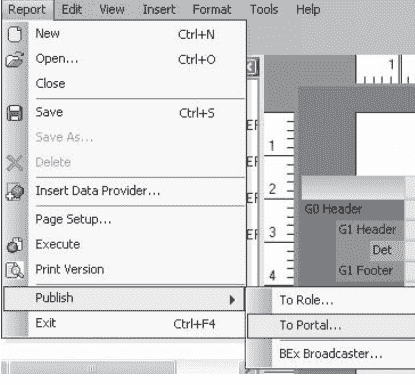 Report Edit View Insert Format Tools Help
New Ctrl+N
Open... Ctrl+O
Close
Save Ctrl+S
Save As...
Delete
Insert Data Provider...
Page Setup...
Execute
Print Version
Publish
Exit Ctrl+F4
To Role...
To Portal...
BEx Broadcaster...
1
1
2
3
4
G0 Header
G1 Header
Det
G1 Footer